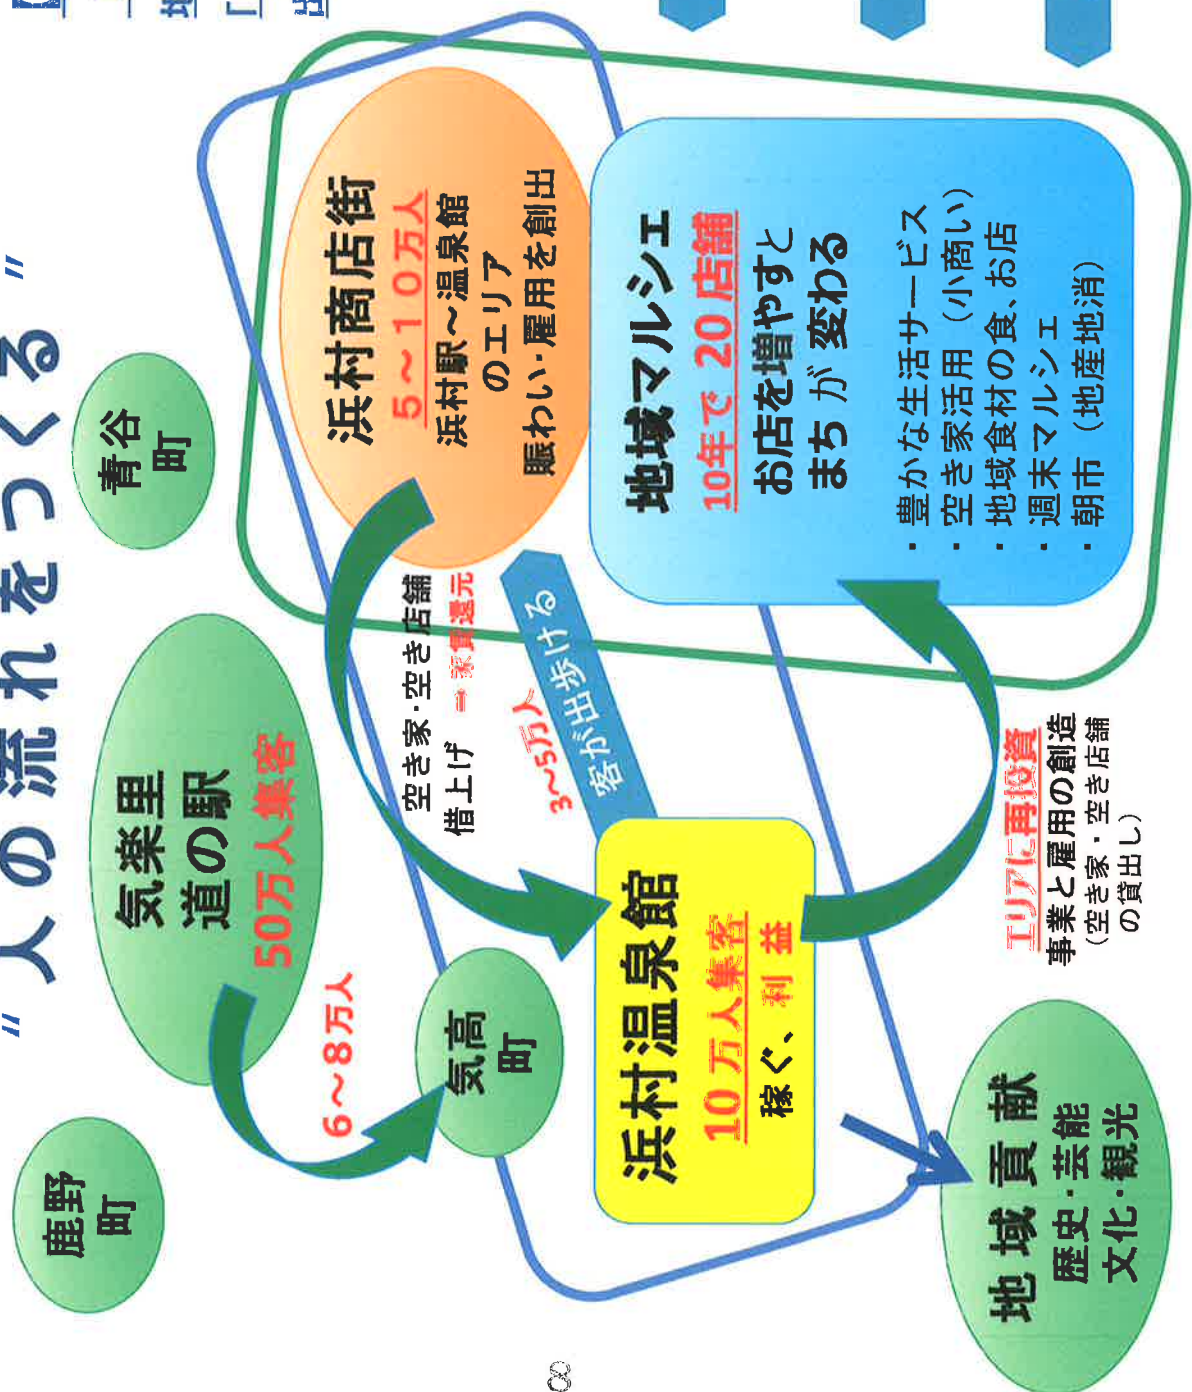 " 人の流れをつくる "
鹿野
町
気楽里
道の駅
50万人集客
青谷
町
6～8万人
気高
町
空き家・空き店舗
借上げ ⇒ 家賃還元
浜村商店街
5～10万人
浜村駅～温泉館
のエリア
賑わい・雇用を創出
3～5万人
客が出歩ける
浜村温泉館
10万人集客
稼ぐ、利益
地域マルシェ
10年で20店舗
お店を増やすと
まちが変わる
・豊かな生活サービス
・空き家活用（小商い）
・地域食材の食、お店
・週末マルシェ
・朝市（地産地消）
エリアに再投資
事業と雇用の創造
（空き家・空き店舗
の貸出し）
地域貢献
歴史・芸能
文化・観光
8